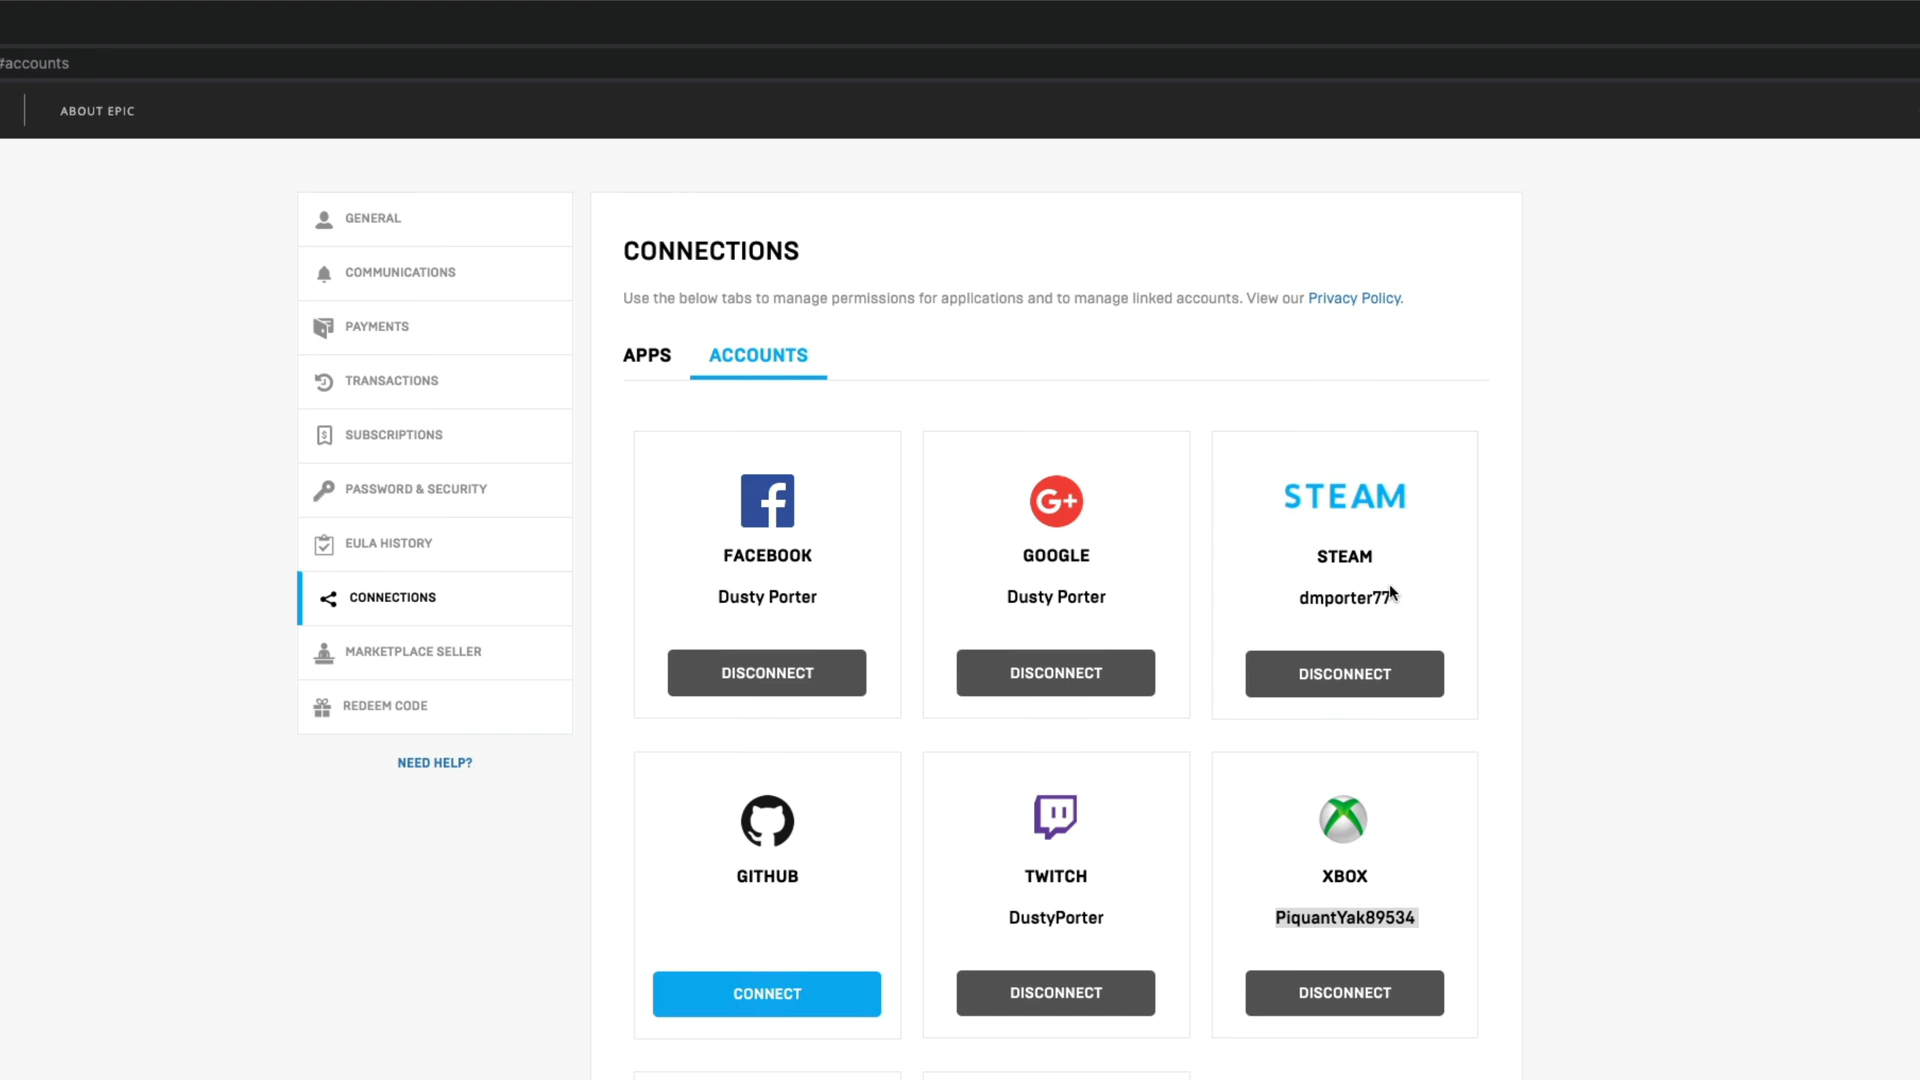 #accounts
ABOUT EPIC
GENERAL
COMMUNICATIONS
PAYMENTS
TRANSACTIONS
SUBSCRIPTIONS
PASSWORD & SECURITY
EULA HISTORY
CONNECTIONS
MARKETPLACE SELLER
REDEEM CODE
NEED HELP?
CONNECTIONS
Use the below tabs to manage permissions for applications and to manage linked accounts. View our Privacy Policy.
APPS ACCOUNTS
FACEBOOK
Dusty Porter
DISCONNECT
G+
GOOGLE
Dusty Porter
DISCONNECT
STEAM
STEAM
dmporter77
DISCONNECT
GITHUB
CONNECT
TWITCH
DustyPorter
DISCONNECT
XBOX
PiquantYak89534
DISCONNECT